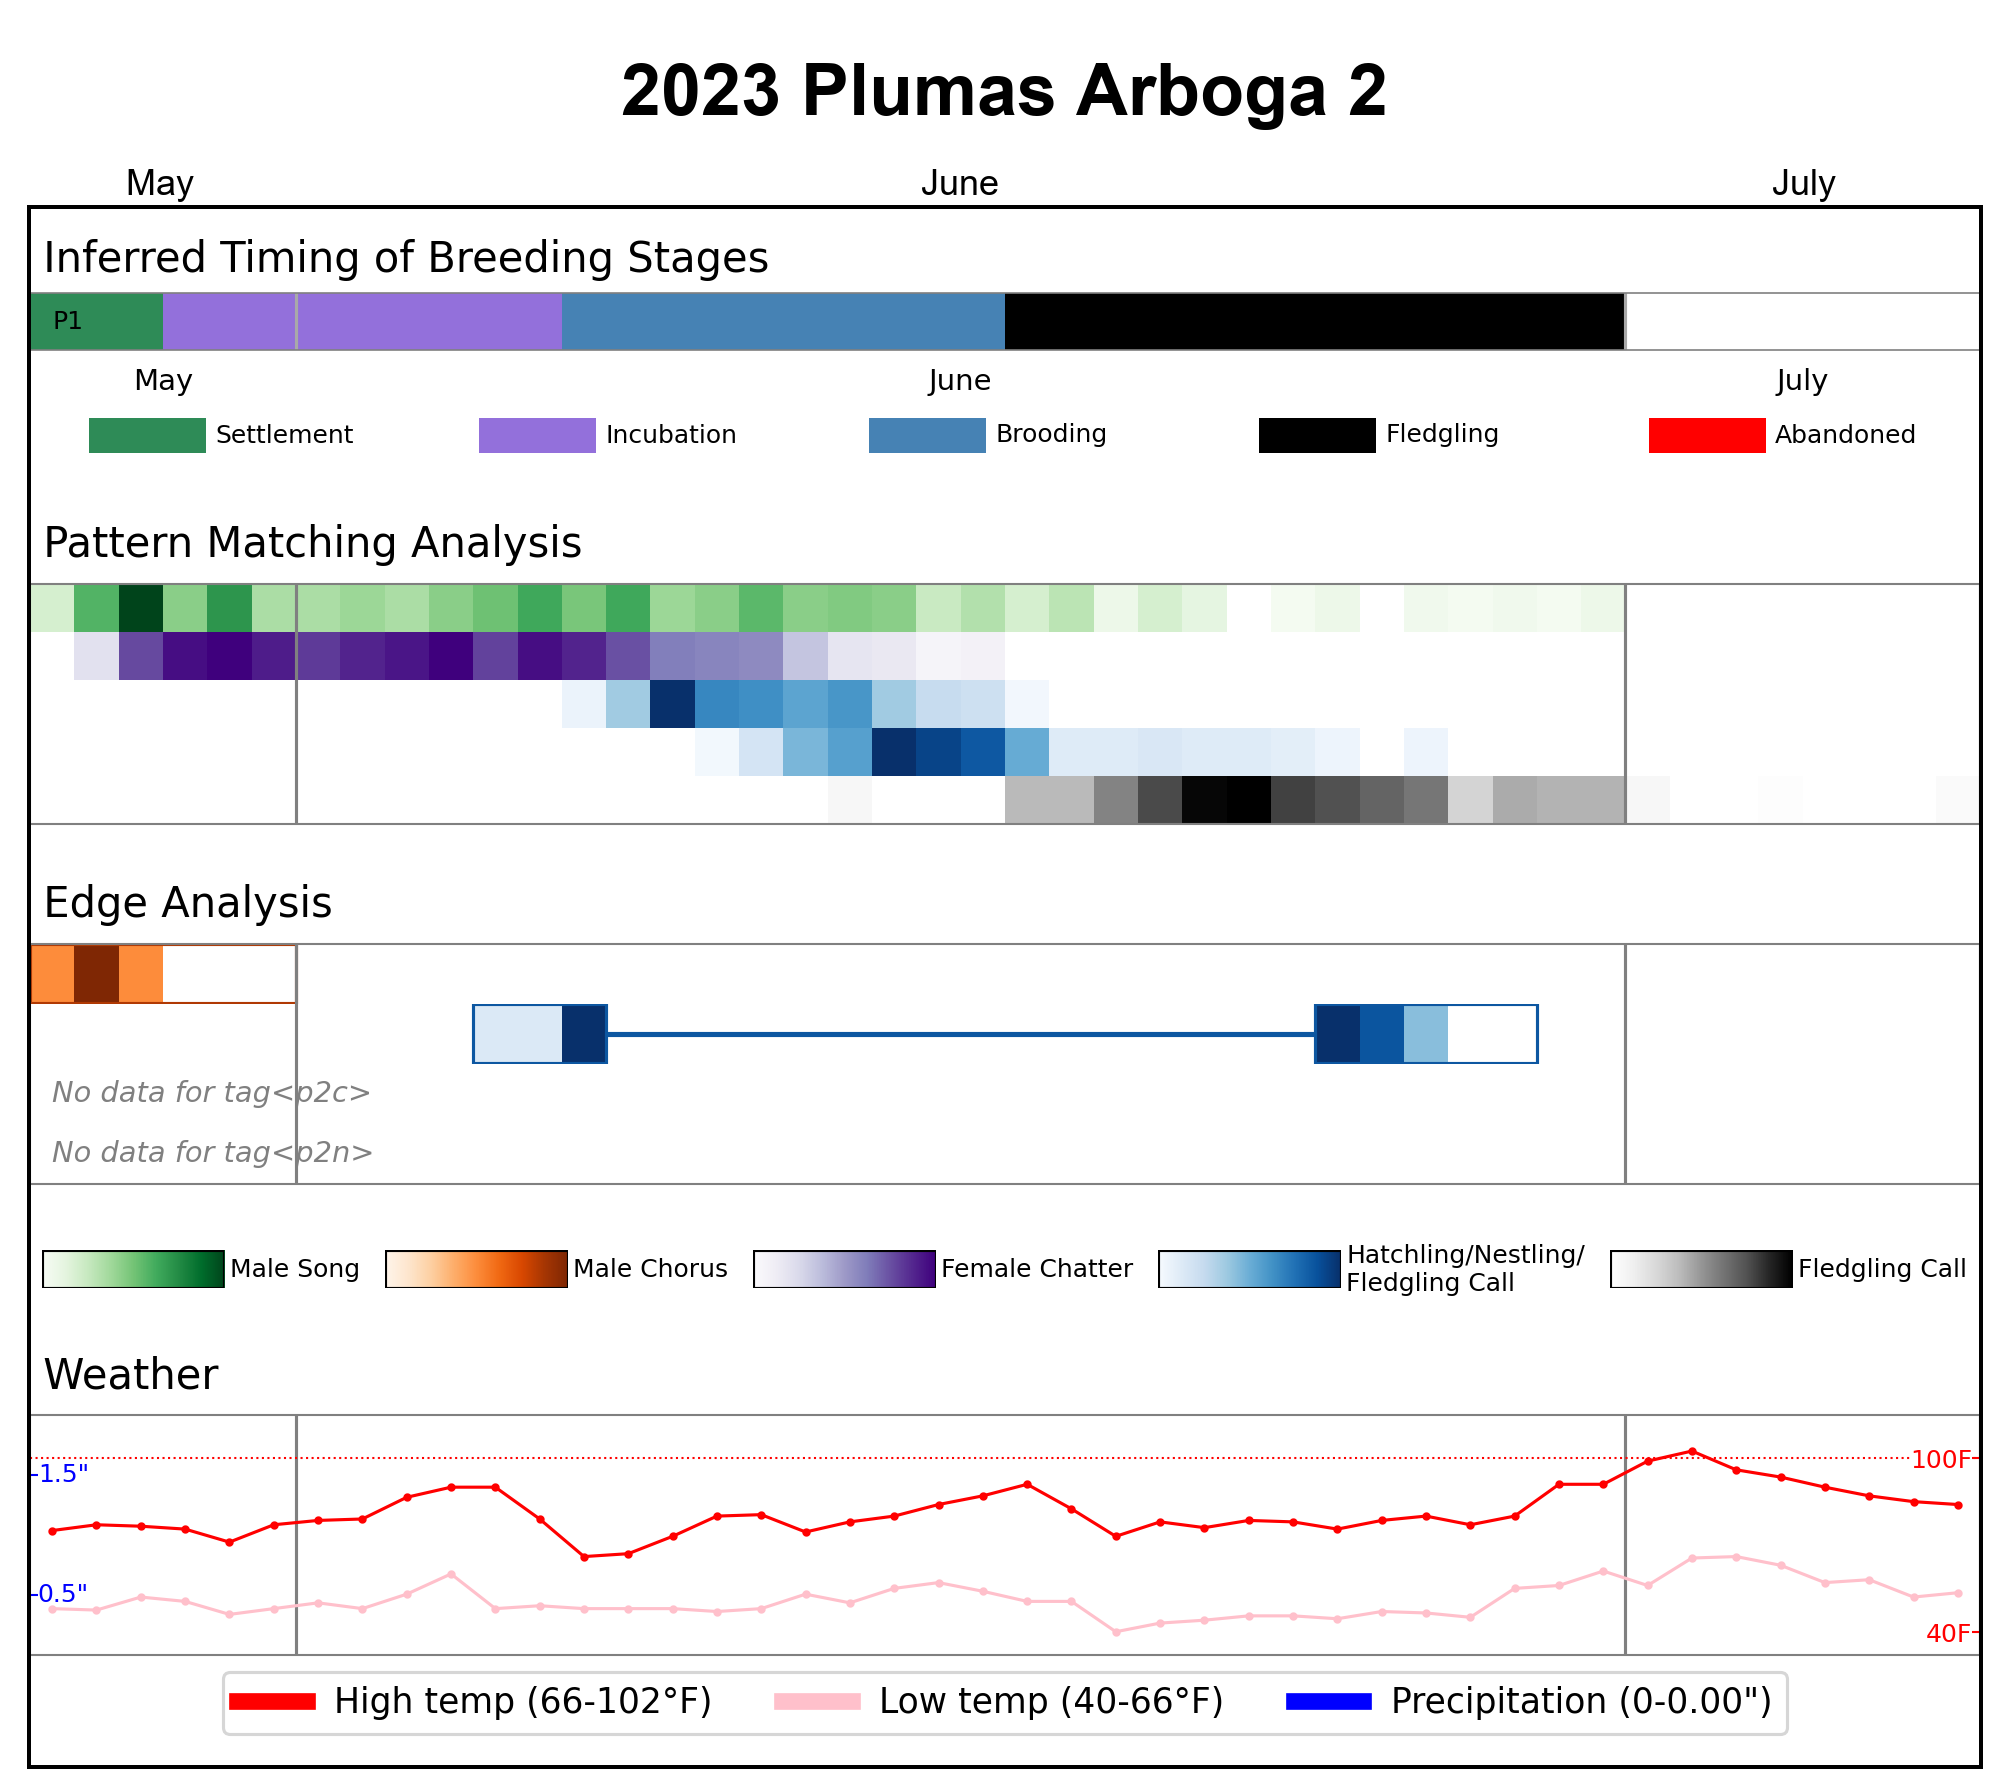 2023 Plumas Arboga 2
May June July
Inferred Timing of Breeding Stages
P1
May June July
Settlement Incubation Brooding Fledgling Abandoned
Pattern Matching Analysis
Edge Analysis
No data for tag<p2c>
No data for tag<p2n>
Male Song Male Chorus Female Chatter Hatchling/Nestling/
Fledgling Call Fledgling Call
Weather
100F
1.5"
0.5"
40F
High temp (66-102°F) Low temp (40-66°F) Precipitation (0-0.00")